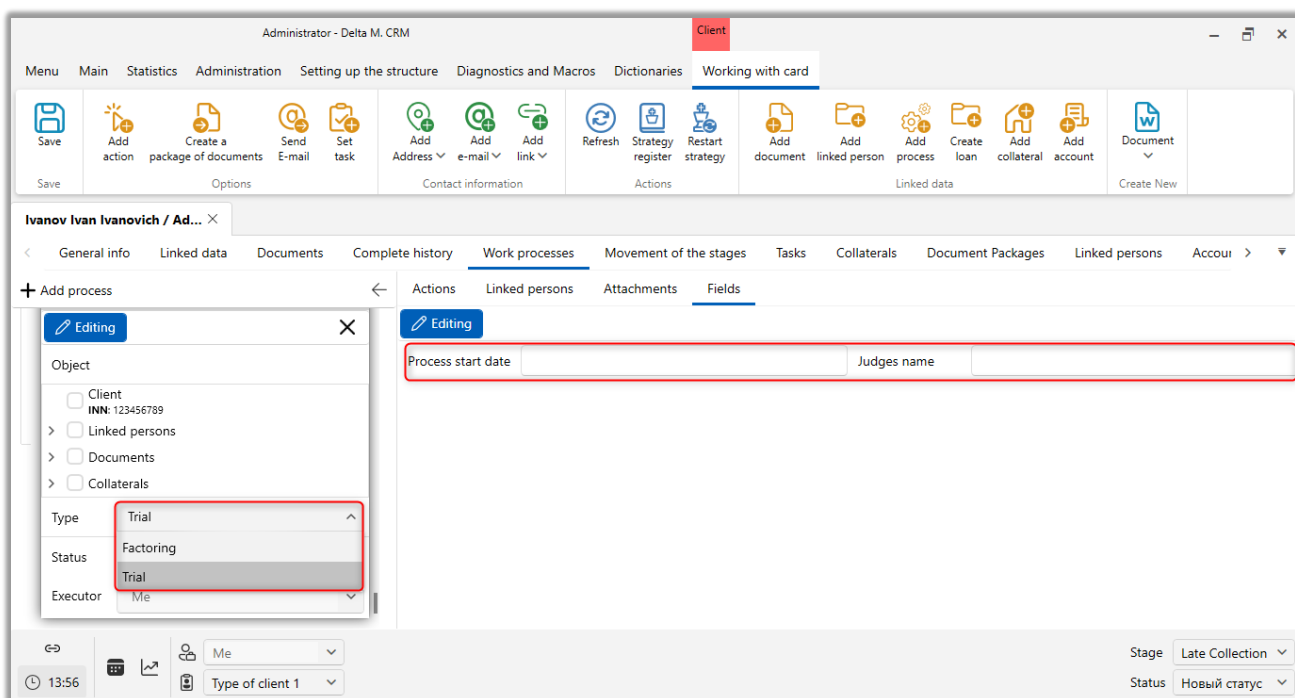 Administrator - Delta M. CRM
Client
Menu Main Statistics Administration Setting up the structure Diagnostics and Macros Dictionaries Working with card
Save
Add action
Create a package of documents
Send E-mail
Set task
Add Address
Add e-mail
Add link
Refresh
Strategy register
Restart strategy
Add document
Add linked person
Add process
Create loan
Add collateral
Add account
Document
Save Options Contact information Actions Linked data Create New
Ivanov Ivan Ivanovich / Ad...
General info Linked data Documents Complete history Work processes Movement of the stages Tasks Collaterals Document Packages Linked persons Accour
Add process
Actions Linked persons Attachments Fields
Editing
Editing
Object
Process start date Judges name
Client
INN: 123456789
Linked persons
Documents
Collaterals
Type Trial
Factoring
Status
Trial
Executor Me
Me
Stage Late Collection
13:56
Type of client 1
Status Новый статус